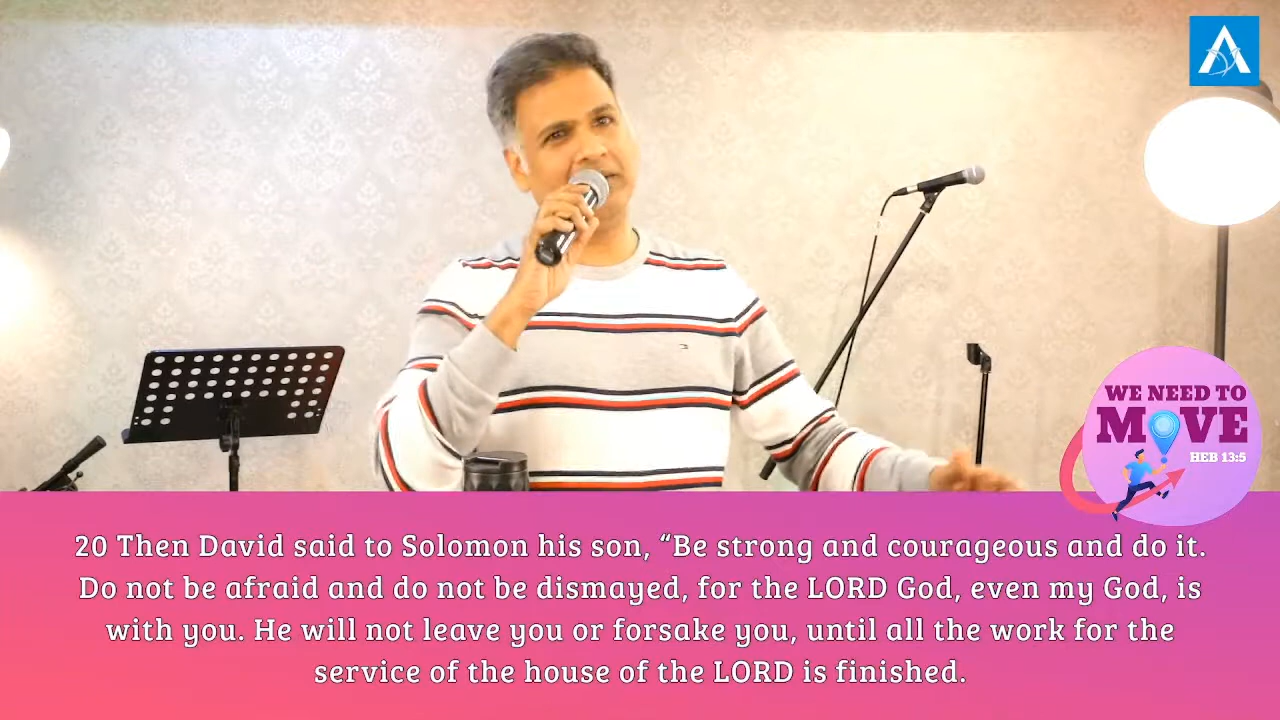 WE NEED TO
MOVE
HEB 13:5
20 Then David said to Solomon his son, “Be strong and courageous and do it.
Do not be afraid and do not be dismayed, for the LORD God, even my God, is
with you. He will not leave you or forsake you, until all the work for the
service of the house of the LORD is finished.